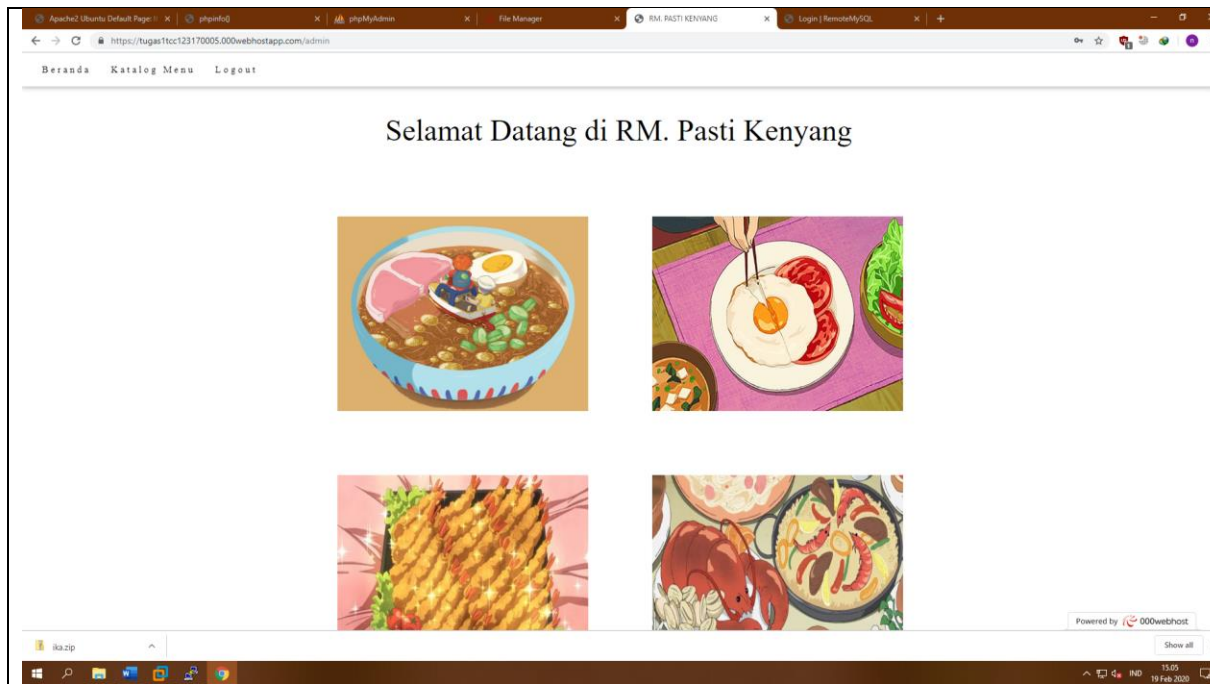 Apache2 Ubuntu Default Page: It
phpinfo()
phpMyAdmin
File Manager
RM. PASTI KENYANG
Login | RemoteMySQL
https://tugas1tcc123170005.000webhostapp.com/admin
Beranda Katalog Menu Logout
Selamat Datang di RM. Pasti Kenyang
Powered by 000webhost
ika.zip
Show all
IND
15.05
19 Feb 2020